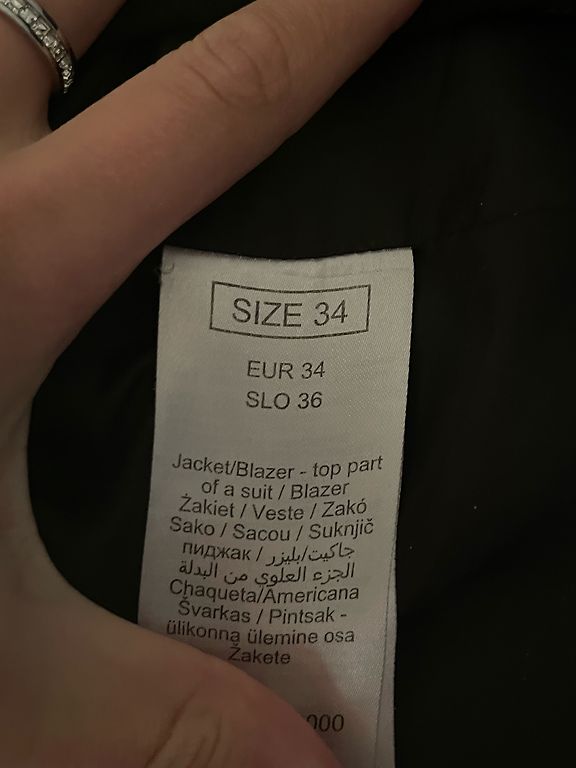 SIZE 34
EUR 34
SLO 36
Jacket/Blazer - top part
of a suit / Blazer
Żakiet / Veste / Zakó
Sako / Sacou / Suknjič
пиджак / جاكيت/بليزر
الجزء العلوي من البدلة
Chaqueta/Americana
Švarkas / Pintsak -
ülikonna ülemine osa
Žakete